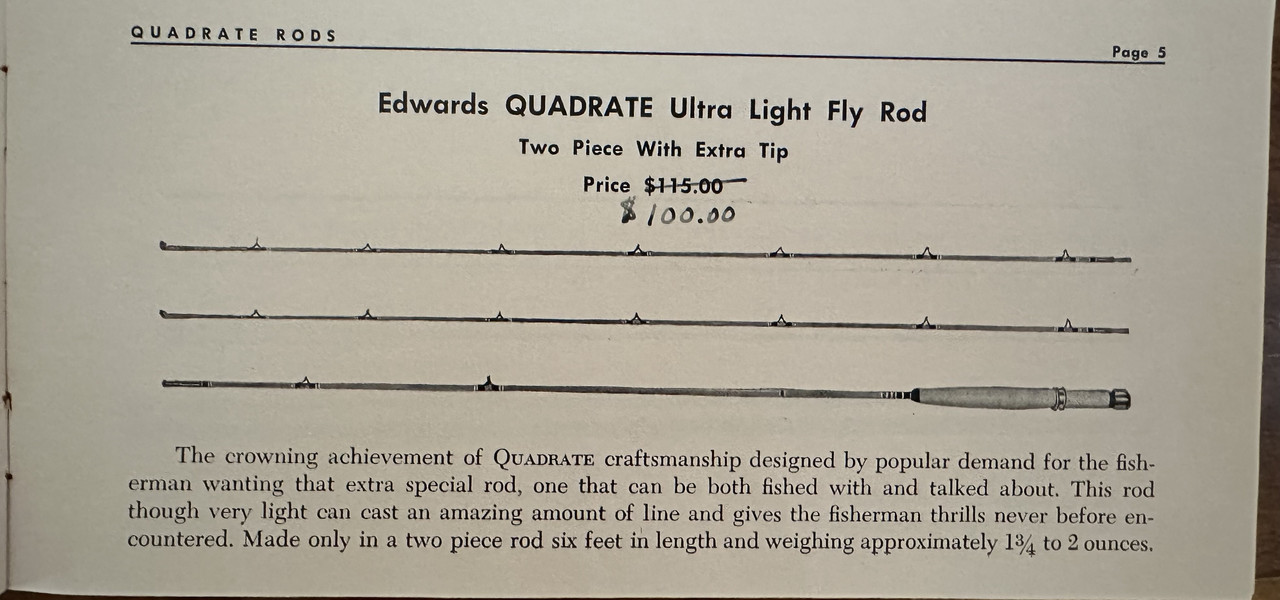 QUADRATE RODS
Page 5
Edwards QUADRATE Ultra Light Fly Rod
Two Piece With Extra Tip
Price $115.00
$100.00
The crowning achievement of QUADRATE craftsmanship designed by popular demand for the fish-
erman wanting that extra special rod, one that can be both fished with and talked about. This rod
though very light can cast an amazing amount of line and gives the fisherman thrills never before en-
countered. Made only in a two piece rod six feet in length and weighing approximately 1¾ to 2 ounces.